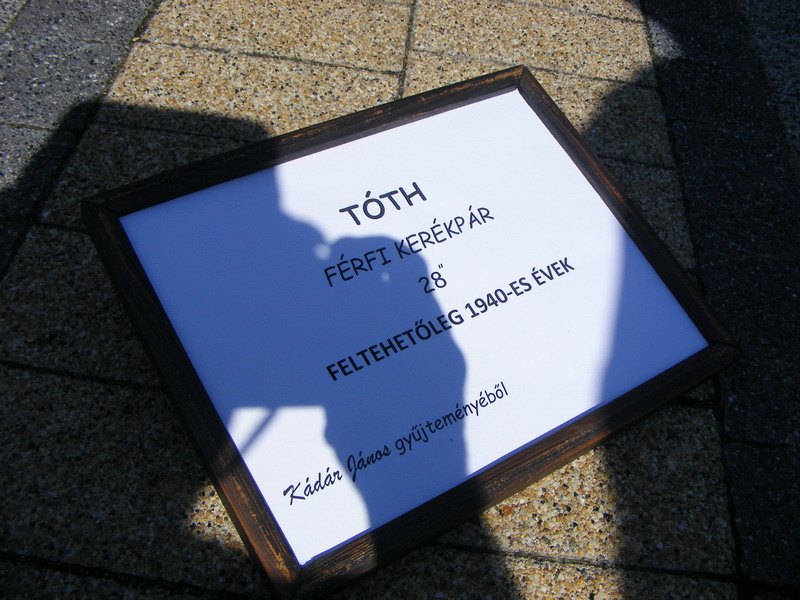 TÓTH
FÉRFI KERÉKPÁR
28"
FELTEHETŐLEG 1940-ES ÉVEK
Kádár János gyűjteményéből